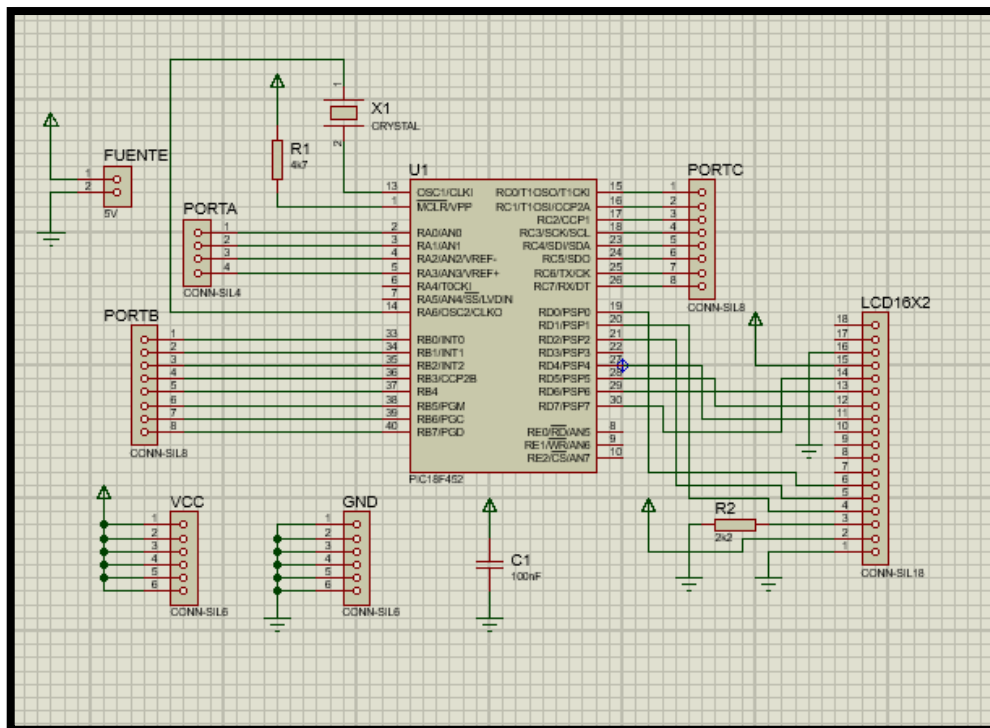 X1
CRYSTAL
1
2
R1
4k7
FUENTE
1
2
5V
U1
PORTA
1
2
3
4
CONN-SIL4
PORTB
1
2
3
4
5
6
7
8
CONN-SIL8
13 OSC1/CLKI
1 MCLR/VPP
2 RA0/AN0
3 RA1/AN1
4 RA2/AN2/VREF-
5 RA3/AN3/VREF+
6 RA4/T0CKI
7 RA5/AN4/SS/LVDIN
14 RA6/OSC2/CLKO
33 RB0/INT0
34 RB1/INT1
35 RB2/INT2
36 RB3/CCP2B
37 RB4
38 RB5/PGM
39 RB6/PGC
40 RB7/PGD
RC0/T1OSO/T1CKI 15
RC1/T1OSI/CCP2A 16
RC2/CCP1 17
RC3/SCK/SCL 18
RC4/SDI/SDA 23
RC5/SDO 24
RC6/TX/CK 25
RC7/RX/DT 26
RD0/PSP0 19
RD1/PSP1 20
RD2/PSP2 21
RD3/PSP3 22
RD4/PSP4 27
RD5/PSP5 28
RD6/PSP6 29
RD7/PSP7 30
RE0/RD/AN5 8
RE1/WR/AN6 9
RE2/CS/AN7 10
PIC18F452
PORTC
1
2
3
4
5
6
7
8
CONN-SIL8
LCD16X2
18
17
16
15
14
13
12
11
10
9
8
7
6
5
4
3
2
1
CONN-SIL18
VCC
1
2
3
4
5
6
CONN-SIL6
GND
1
2
3
4
5
6
CONN-SIL6
C1
100nF
R2
2k2